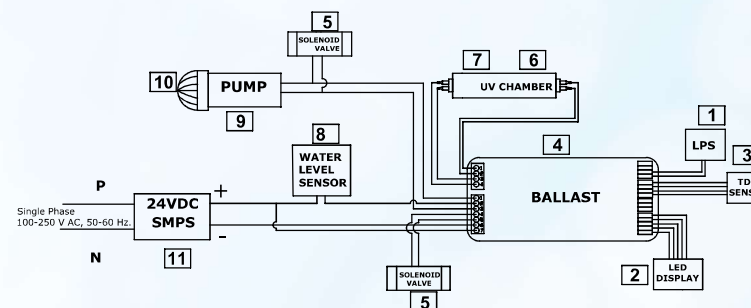 5
SOLENOID
VALVE
10
PUMP
9
7
6
UV CHAMBER
1
LPS
3
8
WATER
LEVEL
SENSOR
4
BALLAST
TD
SENS
P
Single Phase
100-250 V AC, 50-60 Hz.
N
24VDC
SMPS
+
-
11
SOLENOID
VALVE
5
2
LED
DISPLAY